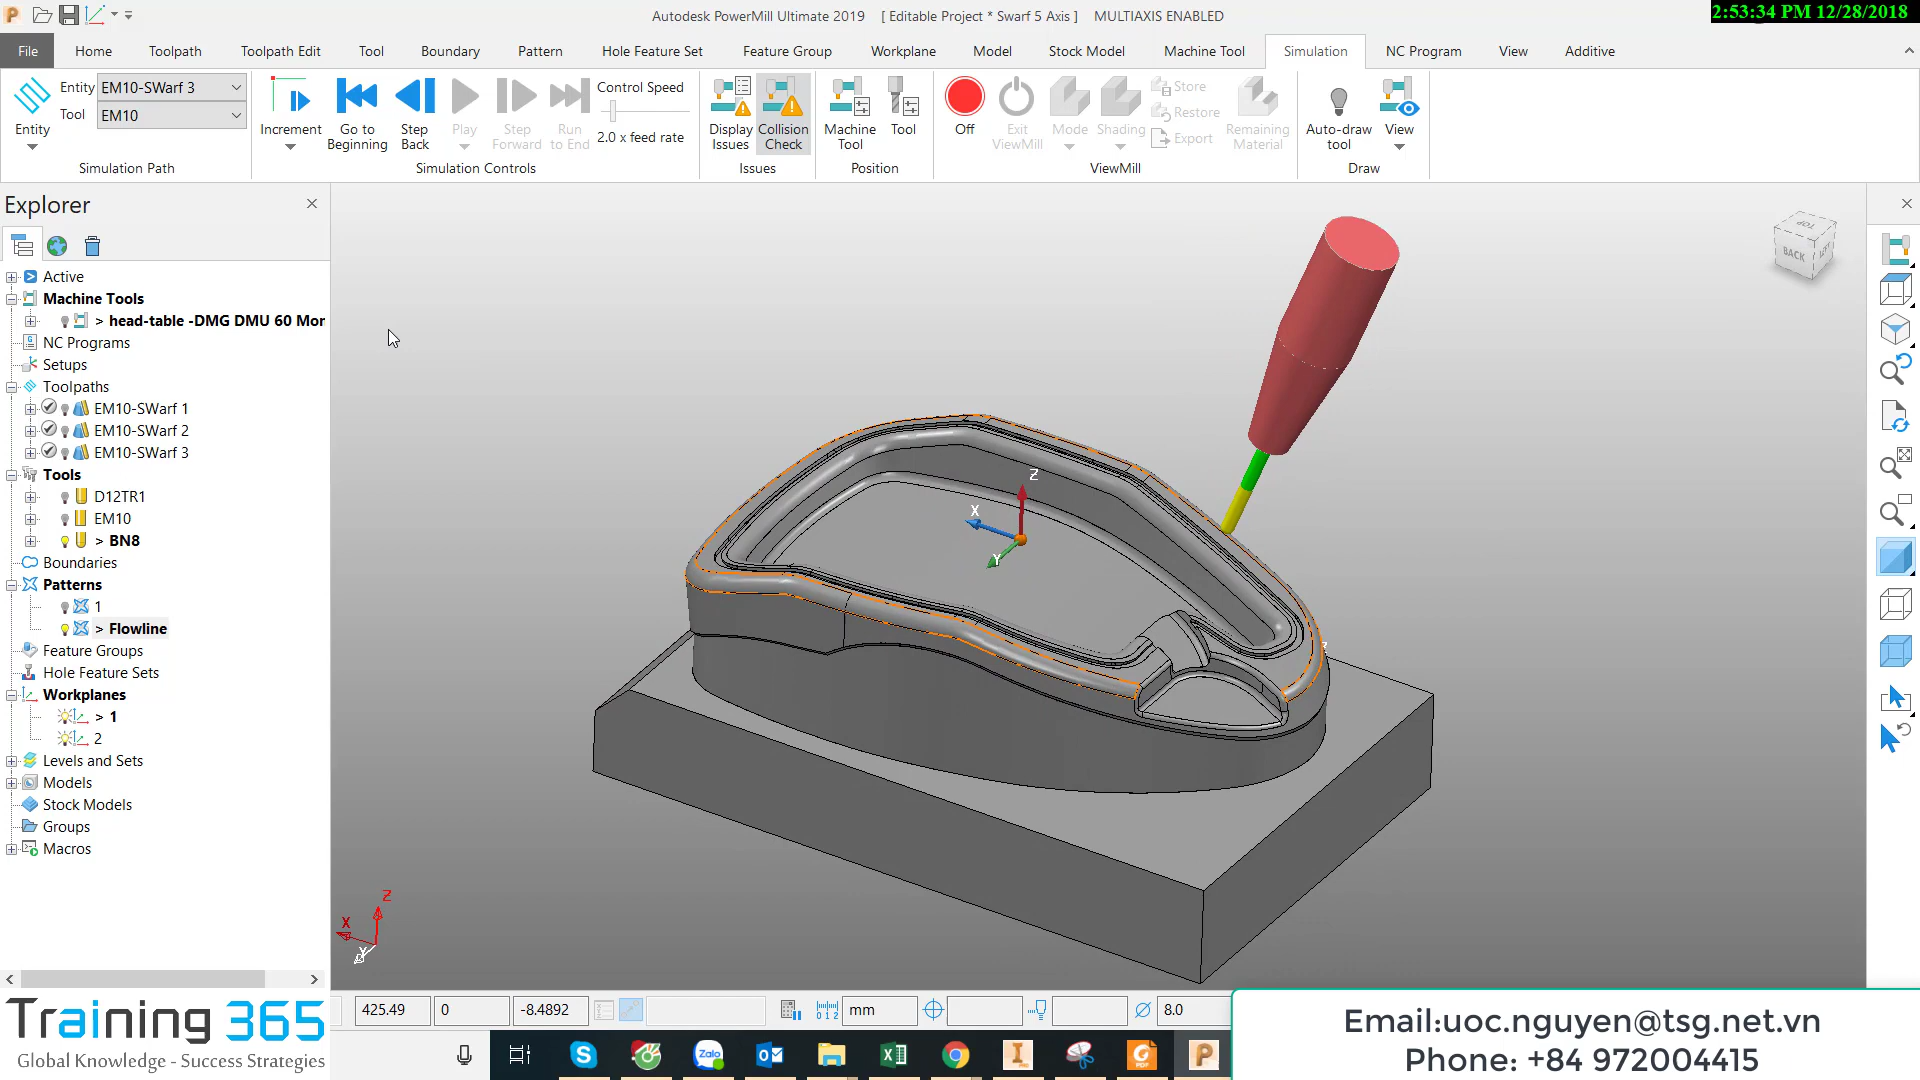 Autodesk PowerMill Ultimate 2019 [ Editable Project * Swarf 5 Axis ] MULTIAXIS ENABLED
2:53:34 PM 12/28/2018
File Home Toolpath Toolpath Edit Tool Boundary Pattern Hole Feature Set Feature Group Workplane Model Stock Model Machine Tool Simulation NC Program View Additive
Entity EM10-SWarf 3
Tool EM10
Entity
Simulation Path
Increment
Go to Beginning
Step Back
Play
Step Forward
Run to End
Control Speed
2.0 x feed rate
Simulation Controls
Display Issues
Collision Check
Issues
Machine Tool
Tool
Position
Off
Exit ViewMill
Mode
Shading
Store
Restore
Export
Remaining Material
ViewMill
Auto-draw tool
View
Draw
Explorer
Active
Machine Tools
> head-table -DMG DMU 60 Mor
NC Programs
Setups
Toolpaths
EM10-SWarf 1
EM10-SWarf 2
EM10-SWarf 3
Tools
D12TR1
EM10
> BN8
Boundaries
Patterns
1
> Flowline
Feature Groups
Hole Feature Sets
Workplanes
> 1
2
Levels and Sets
Models
Stock Models
Groups
Macros
TOP
BACK
Z
X
Y
Z
X
Y
425.49 0 -8.4892 mm 8.0
Training 365
Global Knowledge - Success Strategies
Zalo
Email:uoc.nguyen@tsg.net.vn
Phone: +84 972004415